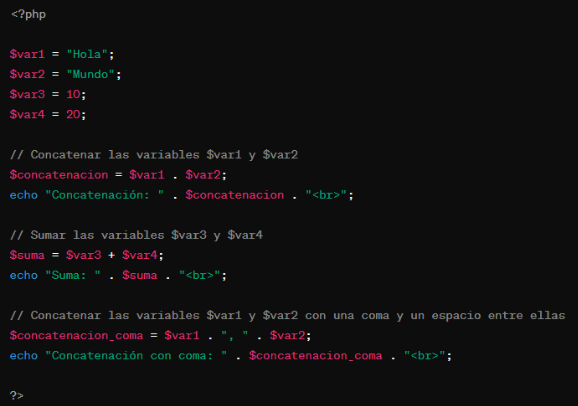 <?php
$var1 = "Hola";
$var2 = "Mundo";
$var3 = 10;
$var4 = 20;
// Concatenar las variables $var1 y $var2
$concatenacion = $var1 . $var2;
echo "Concatenación: " . $concatenacion . "<br>";
// Sumar las variables $var3 y $var4
$suma = $var3 + $var4;
echo "Suma: " . $suma . "<br>";
// Concatenar las variables $var1 y $var2 con una coma y un espacio entre ellas
$concatenacion_coma = $var1 . ", " . $var2;
echo "Concatenación con coma: " . $concatenacion_coma . "<br>";
?>